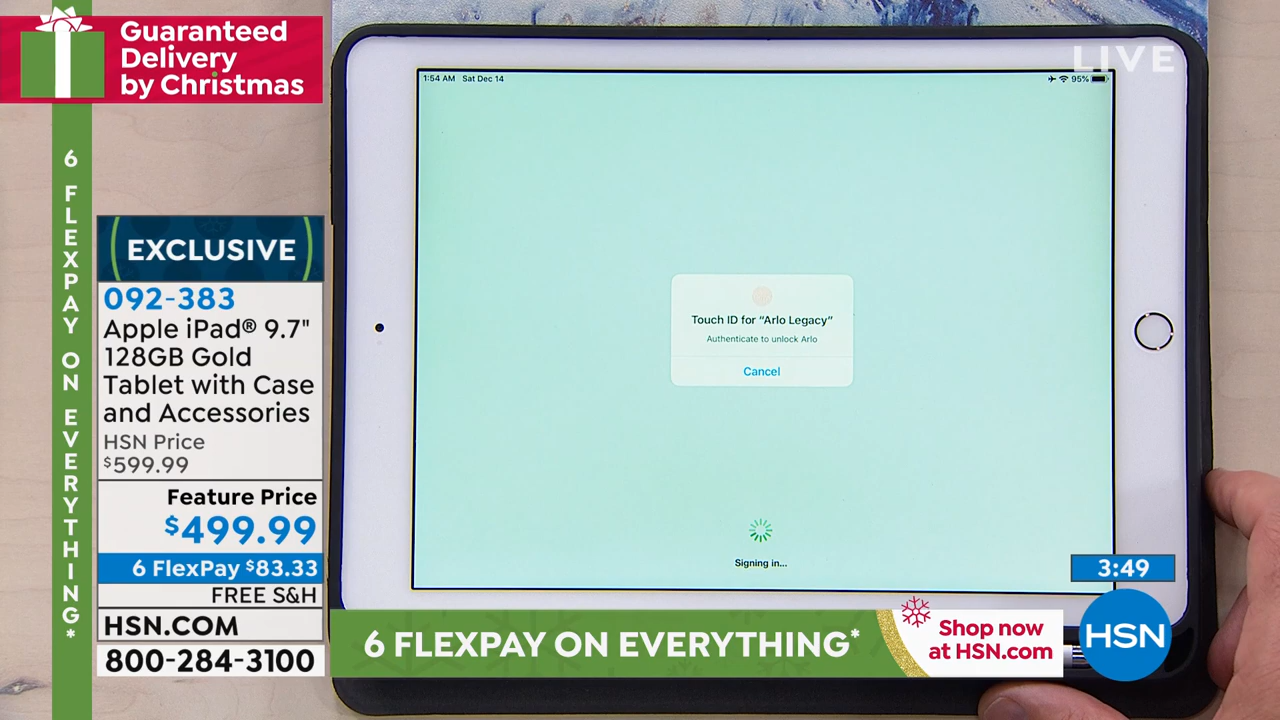 Guaranteed
Delivery
by Christmas
6 FLEXPAY ON EVERYTHING*
EXCLUSIVE
092-383
Apple iPad® 9.7"
128GB Gold
Tablet with Case
and Accessories
HSN Price
$599.99
Feature Price
$499.99
6 FlexPay $83.33
FREE S&H
HSN.COM
800-284-3100
LIVE
1:54 AM Sat Dec 14
95%
Touch ID for “Arlo Legacy”
Authenticate to unlock Arlo
Cancel
Signing in...
3:49
6 FLEXPAY ON EVERYTHING*
Shop now
at HSN.com
HSN